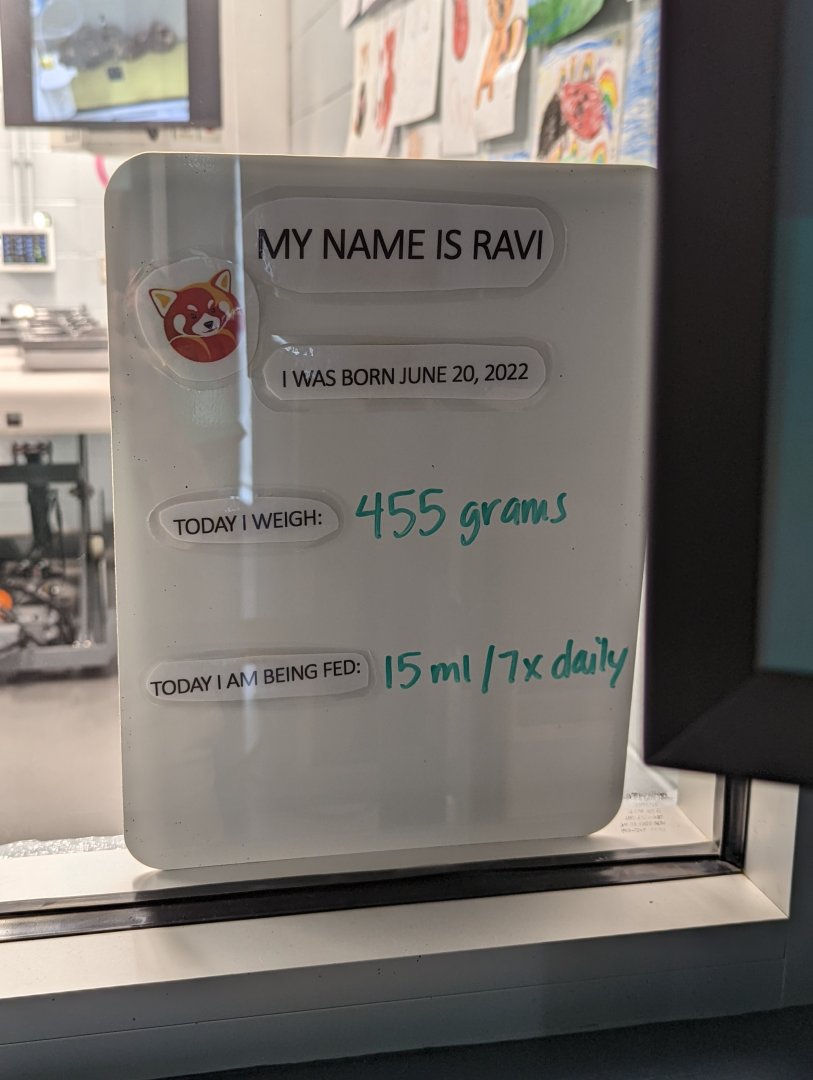 MY NAME IS RAVI
I WAS BORN JUNE 20, 2022
TODAY I WEIGH: 455 grams
TODAY I AM BEING FED: 15 ml / 7x daily